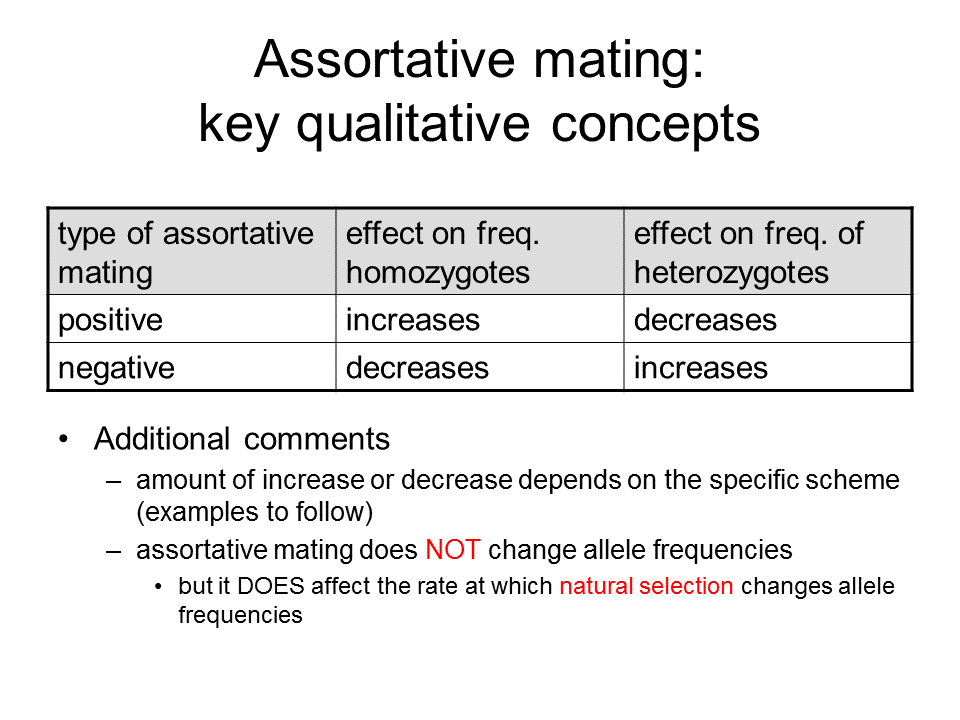 Assortative mating:
key qualitative concepts
type of assortative mating
effect on freq. homozygotes
effect on freq. of heterozygotes
positive increases decreases
negative decreases increases
• Additional comments
– amount of increase or decrease depends on the specific scheme
(examples to follow)
– assortative mating does NOT change allele frequencies
• but it DOES affect the rate at which natural selection changes allele
frequencies